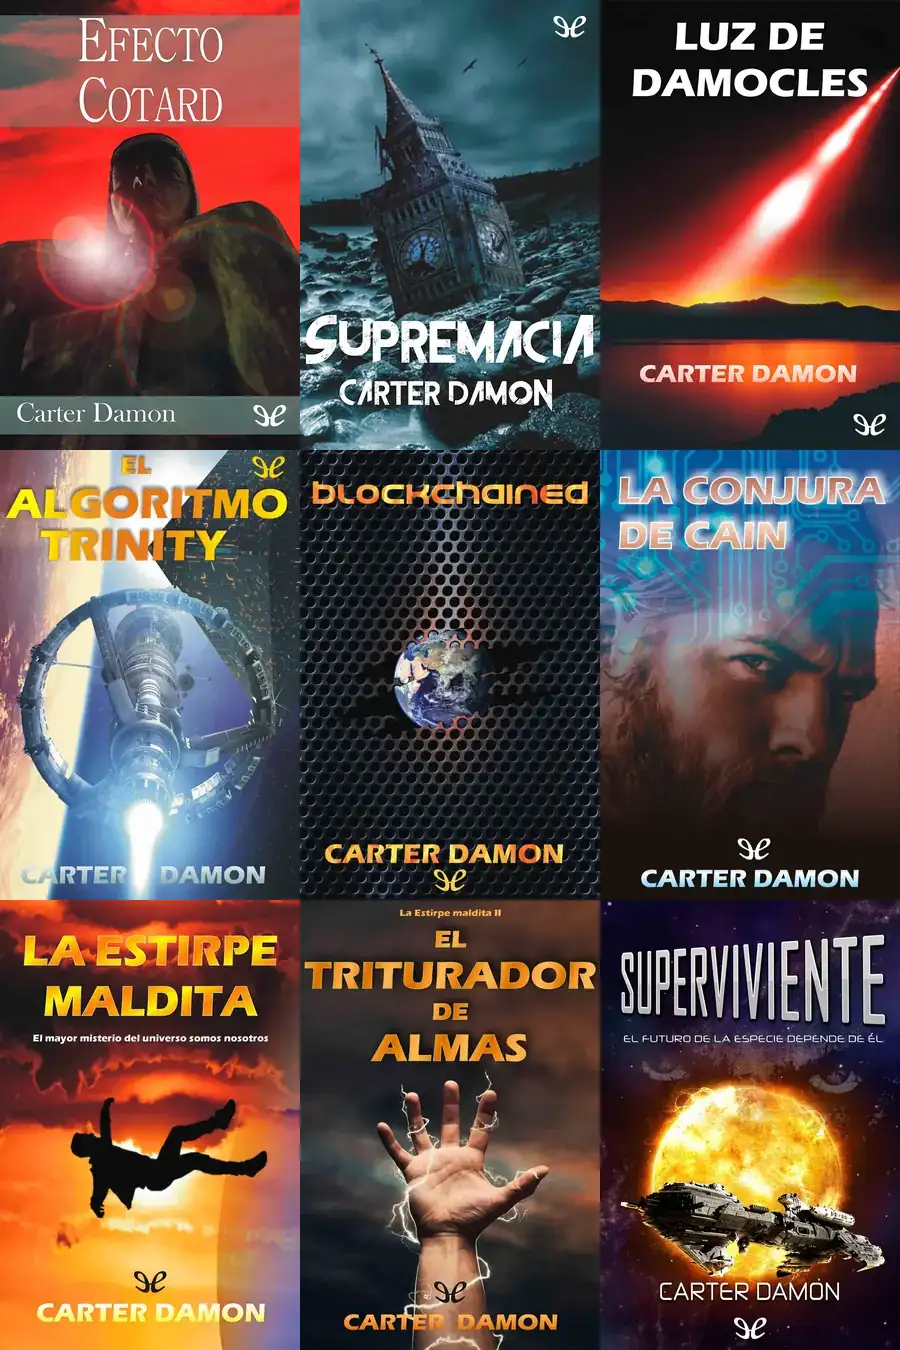 EFECTO
COTARD
Carter Damon
SUPREMACIA
CARTER DAMON
LUZ DE
DAMOCLES
CARTER DAMON
EL
ALGORITMO
TRINITY
CARTER DAMON
BLOCKCHAINED
CARTER DAMON
LA CONJURA
DE CAIN
CARTER DAMON
LA ESTIRPE
MALDITA
El mayor misterio del universo somos nosotros
CARTER DAMON
La Estirpe maldita II
EL
TRITURADOR
DE
ALMAS
CARTER DAMON
SUPERVIVIENTE
EL FUTURO DE LA ESPECIE DEPENDE DE ÉL
CARTER DAMON